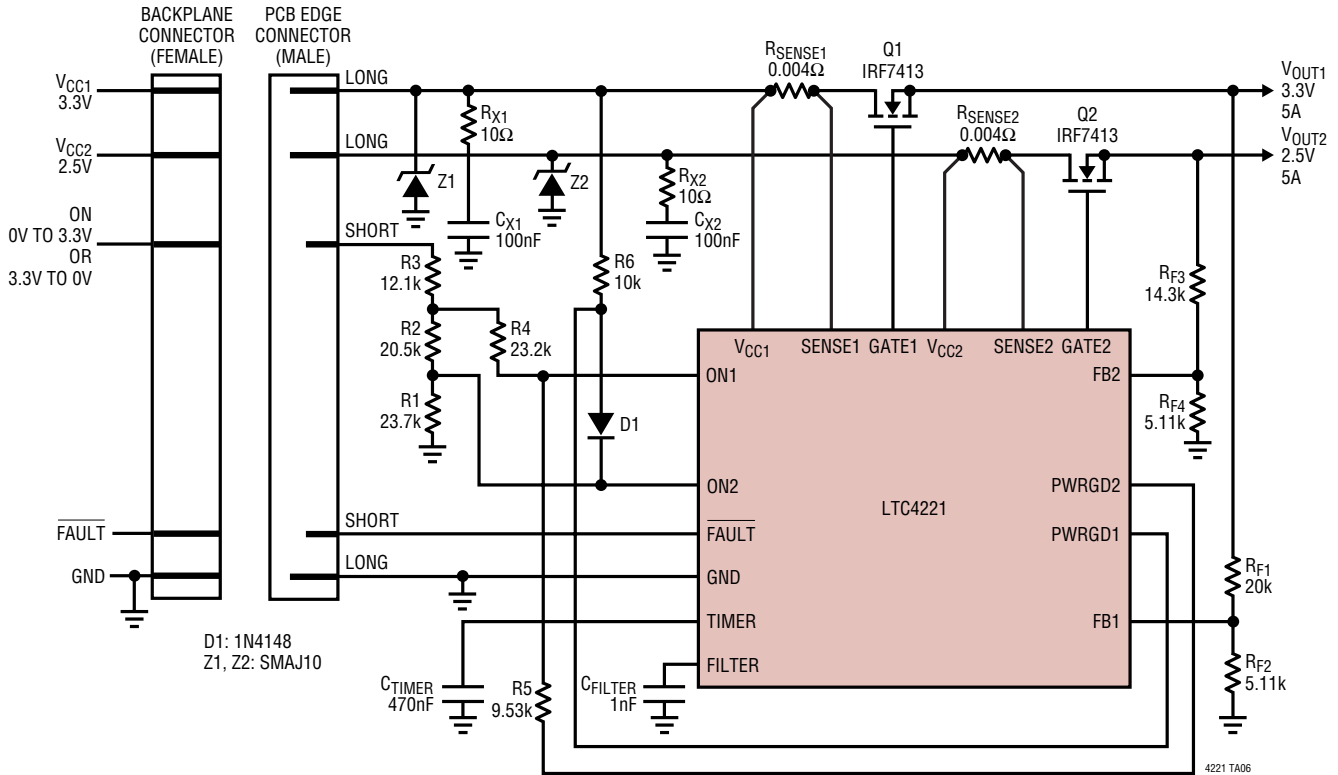 BACKPLANE
CONNECTOR
(FEMALE)
PCB EDGE
CONNECTOR
(MALE)
VCC1
3.3V
VCC2
2.5V
ON
0V TO 3.3V
OR
3.3V TO 0V
FAULT
GND
LONG
LONG
SHORT
SHORT
LONG
Z1
RX1
10Ω
CX1
100nF
Z2
RX2
10Ω
CX2
100nF
RSENSE1
0.004Ω
Q1
IRF7413
RSENSE2
0.004Ω
Q2
IRF7413
VOUT1
3.3V
5A
VOUT2
2.5V
5A
R3
12.1k
R2
20.5k
R1
23.7k
R4
23.2k
R6
10k
D1
RF3
14.3k
RF4
5.11k
RF1
20k
RF2
5.11k
VCC1 SENSE1 GATE1 VCC2 SENSE2 GATE2
ON1
ON2
FAULT
GND
TIMER
FILTER
LTC4221
FB2
PWRGD2
PWRGD1
FB1
D1: 1N4148
Z1, Z2: SMAJ10
CTIMER
470nF
R5
9.53k
CFILTER
1nF
4221 TA06